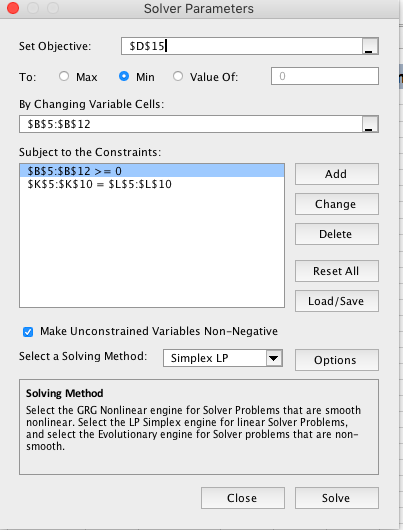 Solver Parameters
Set Objective: $D$15
To: Max Min Value Of: 0
By Changing Variable Cells:
$B$5:$B$12
Subject to the Constraints:
$B$5:$B$12 >= 0
$K$5:$K$10 = $L$5:$L$10
Add
Change
Delete
Reset All
Load/Save
Make Unconstrained Variables Non-Negative
Select a Solving Method: Simplex LP Options
Solving Method
Select the GRG Nonlinear engine for Solver Problems that are smooth
nonlinear. Select the LP Simplex engine for linear Solver Problems,
and select the Evolutionary engine for Solver problems that are non-
smooth.
Close Solve